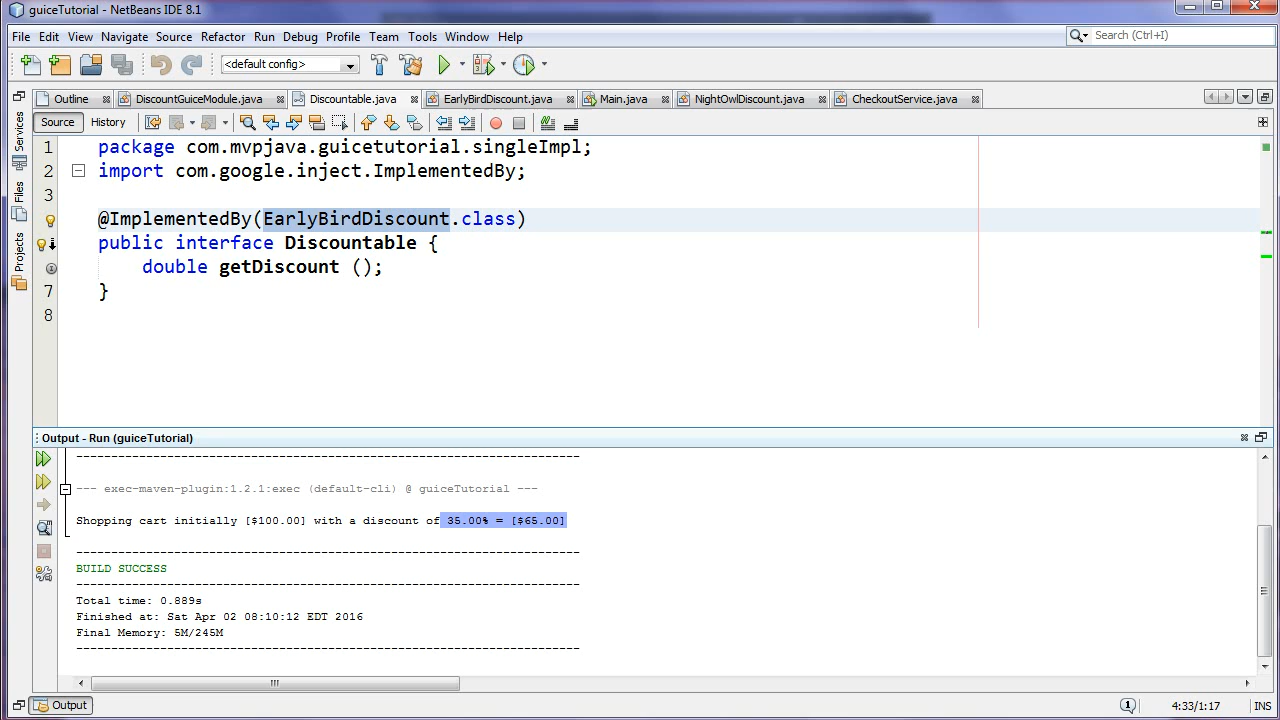 guiceTutorial - NetBeans IDE 8.1
File Edit View Navigate Source Refactor Run Debug Profile Team Tools Window Help
Search (Ctrl+I)
<default config>
Outline DiscountGuiceModule.java Discountable.java EarlyBirdDiscount.java Main.java NightOwlDiscount.java CheckoutService.java
Source History
Services
Files
Projects
1 package com.mvpjava.guicetutorial.singleImpl;
2 import com.google.inject.ImplementedBy;
3
@ImplementedBy(EarlyBirdDiscount.class)
public interface Discountable {
double getDiscount ();
7 }
8
Output - Run (guiceTutorial)
------------------------------------------------------------------------
--- exec-maven-plugin:1.2.1:exec (default-cli) @ guiceTutorial ---
Shopping cart initially [$100.00] with a discount of 35.00% = [$65.00]
------------------------------------------------------------------------
BUILD SUCCESS
------------------------------------------------------------------------
Total time: 0.889s
Finished at: Sat Apr 02 08:10:12 EDT 2016
Final Memory: 5M/245M
------------------------------------------------------------------------
Output
1
4:33/1:17
INS